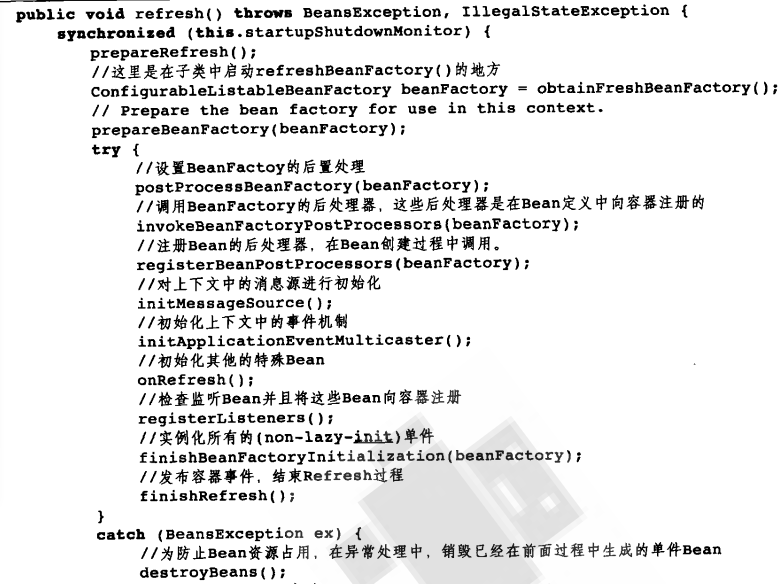 public void refresh() throws BeansException, IllegalStateException {
synchronized (this.startupShutdownMonitor) {
prepareRefresh();
//这里是在子类中启动refreshBeanFactory()的地方
ConfigurableListableBeanFactory beanFactory = obtainFreshBeanFactory();
// Prepare the bean factory for use in this context.
prepareBeanFactory(beanFactory);
try {
//设置BeanFactoy的后置处理
postProcessBeanFactory(beanFactory);
//调用BeanFactory的后处理器，这些后处理器是在Bean定义中向容器注册的
invokeBeanFactoryPostProcessors(beanFactory);
//注册Bean的后处理器，在Bean创建过程中调用。
registerBeanPostProcessors(beanFactory);
//对上下文中的消息源进行初始化
initMessageSource();
//初始化上下文中的事件机制
initApplicationEventMulticaster();
//初始化其他的特殊Bean
onRefresh();
//检查监听Bean并且将这些Bean向容器注册
registerListeners();
//实例化所有的(non-lazy-init)单件
finishBeanFactoryInitialization(beanFactory);
//发布容器事件，结束Refresh过程
finishRefresh();
}
catch (BeansException ex) {
//为防止Bean资源占用，在异常处理中，销毁已经在前面过程中生成的单件Bean
destroyBeans();